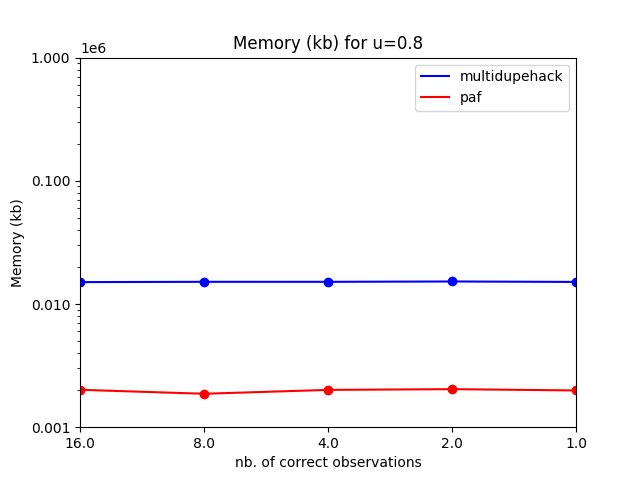 Memory (kb) for u=0.8
1e6
1.000
0.100
0.010
0.001
Memory (kb)
multidupehack
paf
16.0 8.0 4.0 2.0 1.0
nb. of correct observations